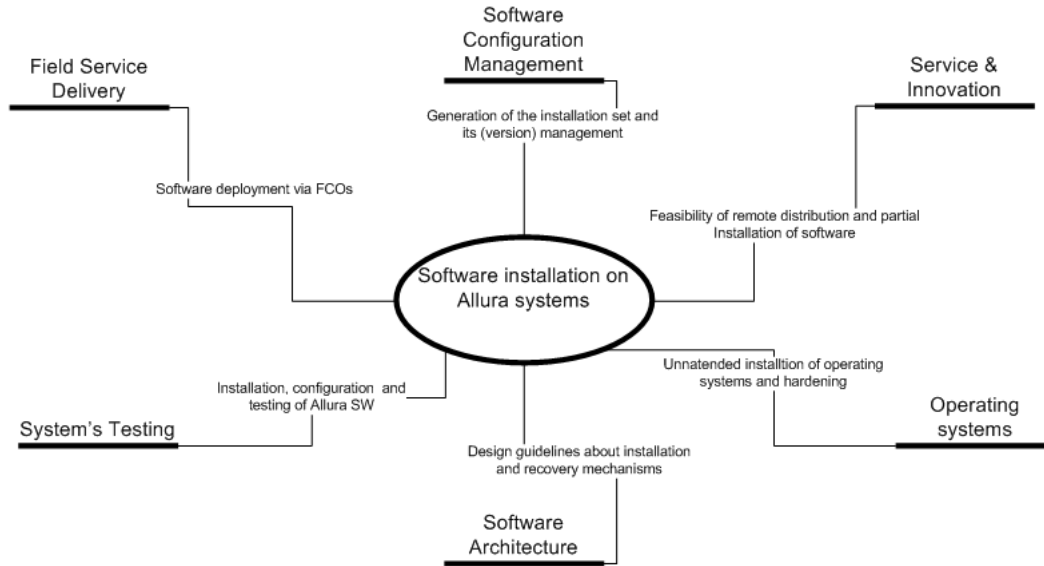 Software
Configuration
Management
Field Service
Delivery
Service &
Innovation
Generation of the installation set and
its (version) management
Software deployment via FCOs
Feasibility of remote distribution and partial
Installation of software
Software installation on
Allura systems
Unnatended installtion of operating
systems and hardening
Installation, configuration and
testing of Allura SW
System's Testing
Operating
systems
Design guidelines about installation
and recovery mechanisms
Software
Architecture